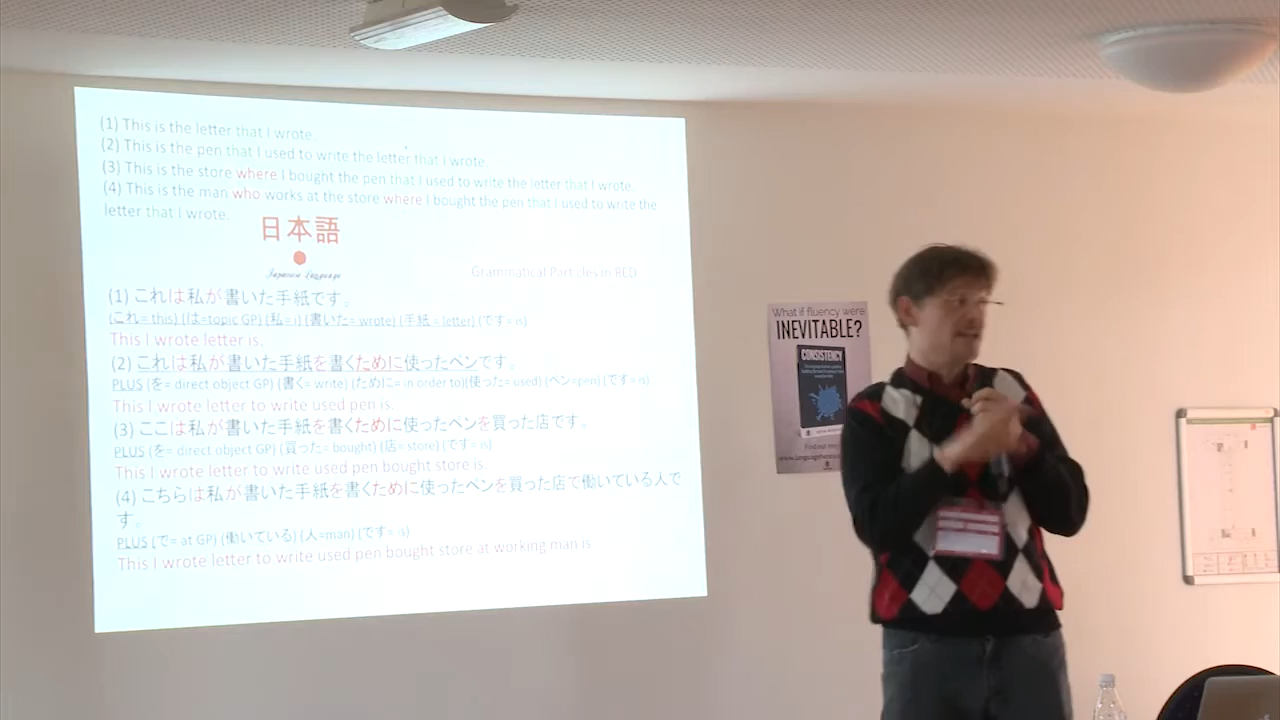 (1) This is the letter that I wrote.
(2) This is the pen that I used to write the letter that I wrote.
(3) This is the store where I bought the pen that I used to write the letter that I wrote.
(4) This is the man who works at the store where I bought the pen that I used to write the
letter that I wrote.
日本語
Japanese Language
Grammatical Particles in RED
(1) これは私が書いた手紙です。
(これ= this) (は=topic GP) (私= i) (書いた= wrote) (手紙 = letter) (です= is)
This I wrote letter is.
(2) これは私が書いた手紙を書くために使ったペンです。
PLUS (を= direct object GP) (書く= write) (ために= in order to)(使った= used) (ペン=pen) (です= is)
This I wrote letter to write used pen is.
(3) ここは私が書いた手紙を書くために使ったペンを買った店です。
PLUS (を= direct object GP) (買った= bought) (店= store) (です= is)
This I wrote letter to write used pen bought store is.
(4) こちらは私が書いた手紙を書くために使ったペンを買った店で働いている人で
す。
PLUS (で= at GP) (働いている) (人=man) (です= is)
This I wrote letter to write used pen bought store at working man is
What if fluency were
INEVITABLE?
CONSISTENCY